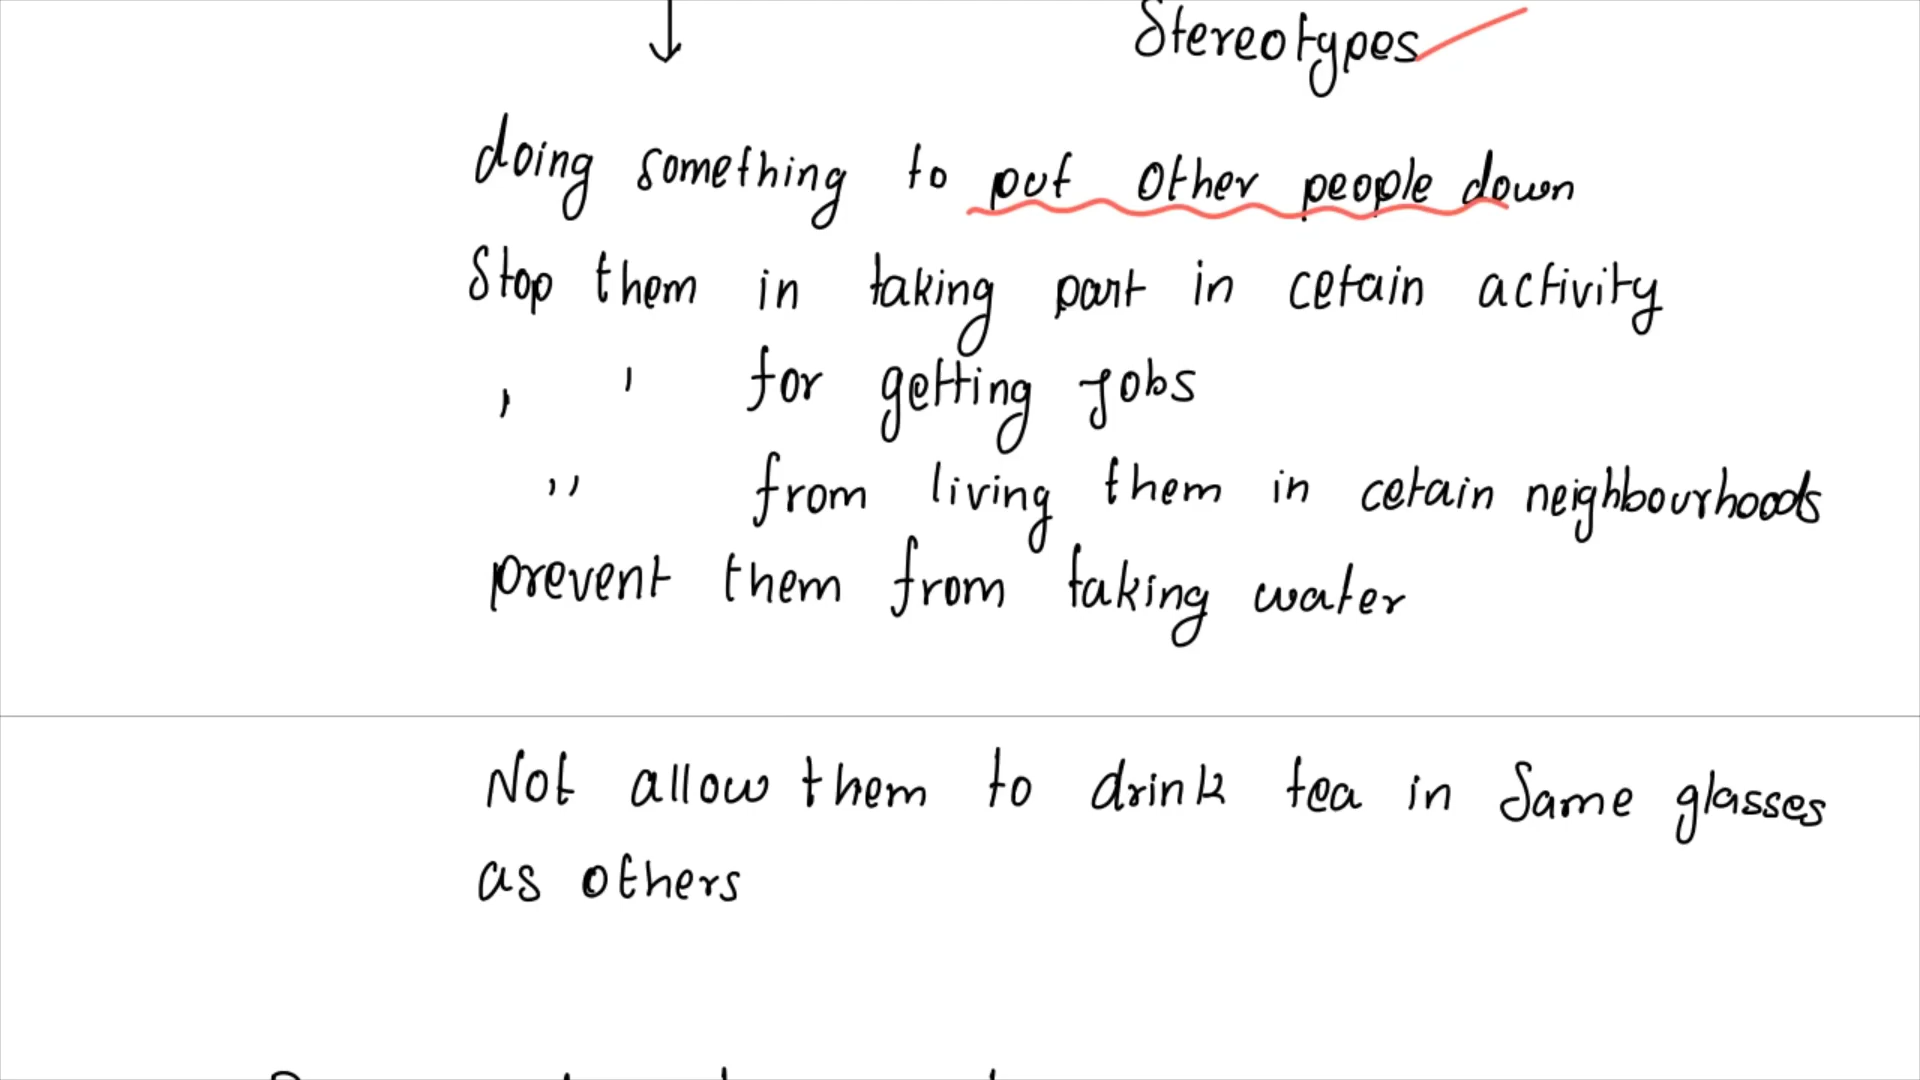 Stereotypes
doing something to put other people down
Stop them in taking part in cetain activity
, ' for getting jobs
,, from living them in cetain neighbourhoods
prevent them from taking water
Not allow them to drink tea in Same glasses
as others